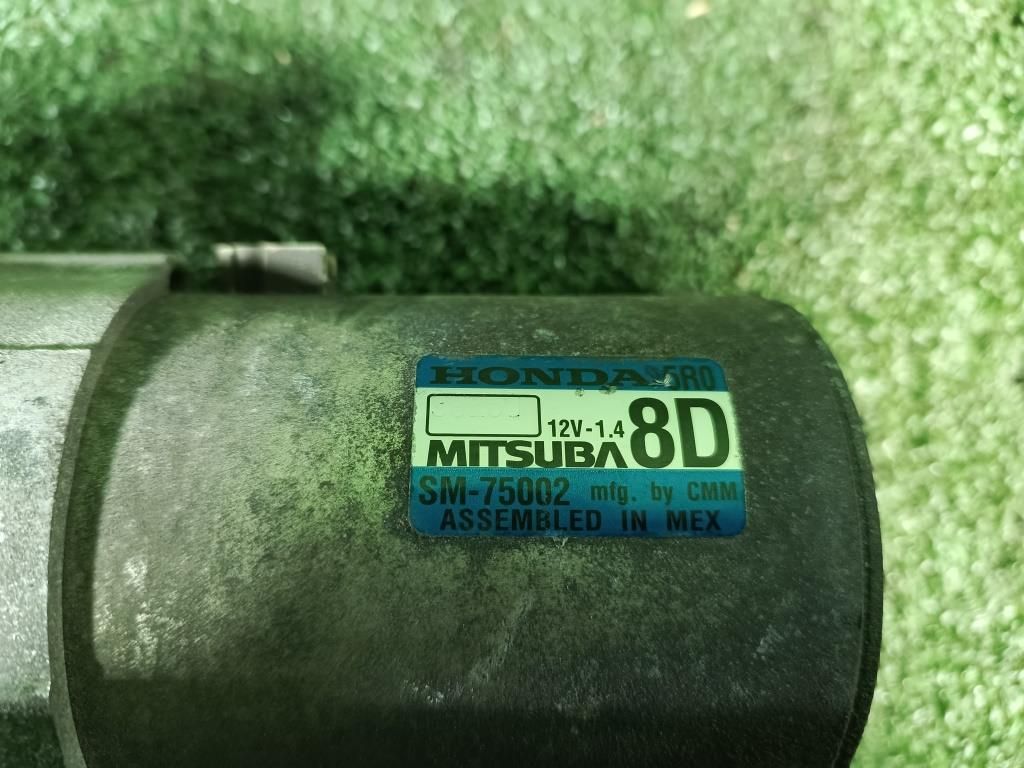 HONDA 5R0
12V-1.4 8D
MITSUBA
SM-75002 mfg. by CMM
ASSEMBLED IN MEX